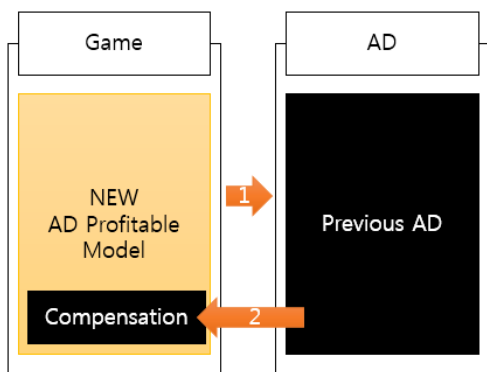 Game
AD
NEW
AD Profitable
Model
1
Previous AD
Compensation
2